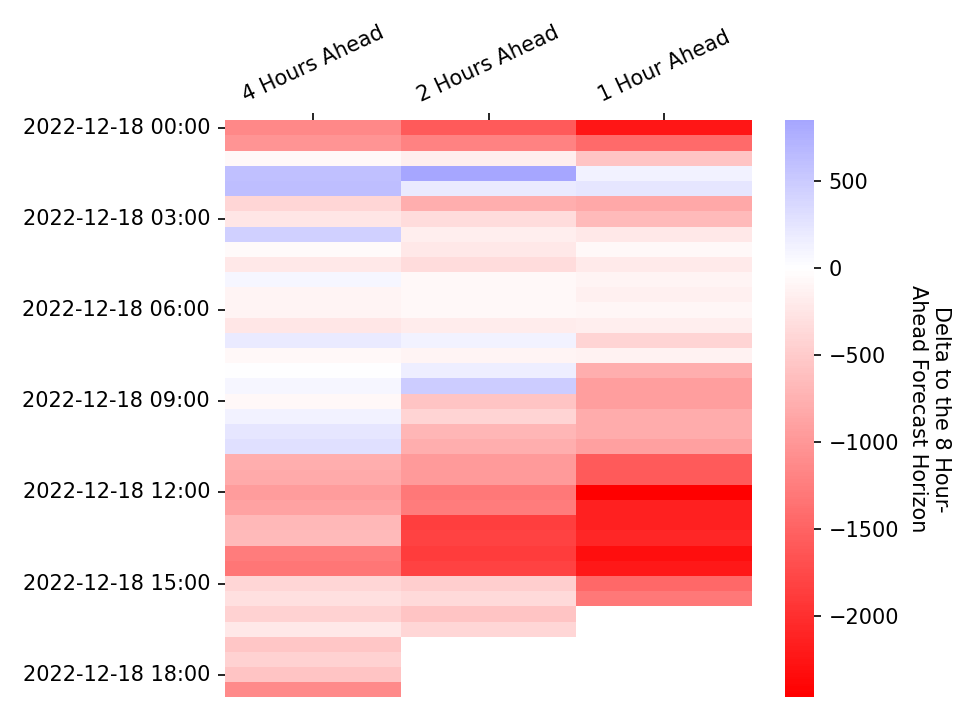 4 Hours Ahead
2 Hours Ahead
1 Hour Ahead
2022-12-18 00:00
2022-12-18 03:00
2022-12-18 06:00
2022-12-18 09:00
2022-12-18 12:00
2022-12-18 15:00
2022-12-18 18:00
500
0
−500
−1000
−1500
−2000
Delta to the 8 Hour-
Ahead Forecast Horizon